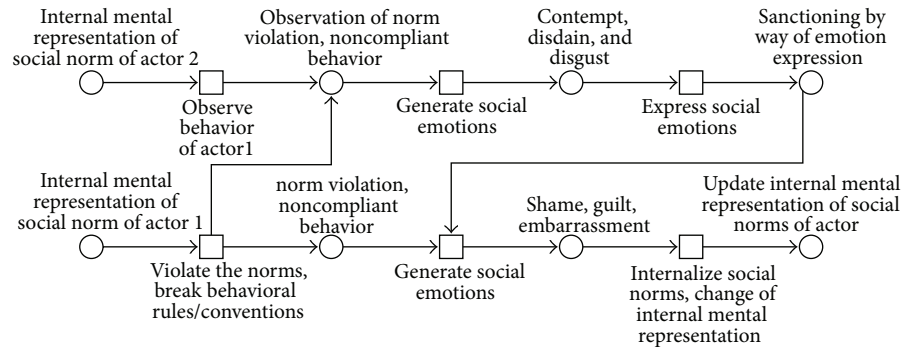 Internal mental
representation of
social norm of actor 2
Observation of norm
violation, noncompliant
behavior
Contempt,
disdain, and
disgust
Sanctioning by
way of emotion
expression
Observe
behavior
of actor1
Generate social
emotions
Express social
emotions
Internal mental
representation of
social norm of actor 1
norm violation,
noncompliant
behavior
Shame, guilt,
embarrassment
Update internal mental
representation of social
norms of actor
Violate the norms,
break behavioral
rules/conventions
Generate social
emotions
Internalize social
norms, change of
internal mental
representation